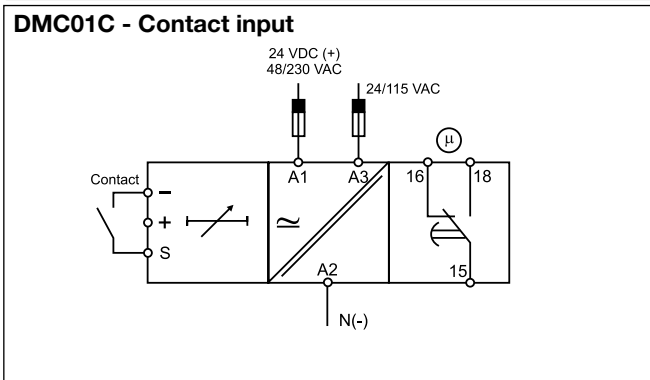 DMC01C - Contact input
24 VDC (+)
48/230 VAC
24/115 VAC
μ
Contact
A1
A3
16
18
−
+
S
≃
A2
15
N(-)